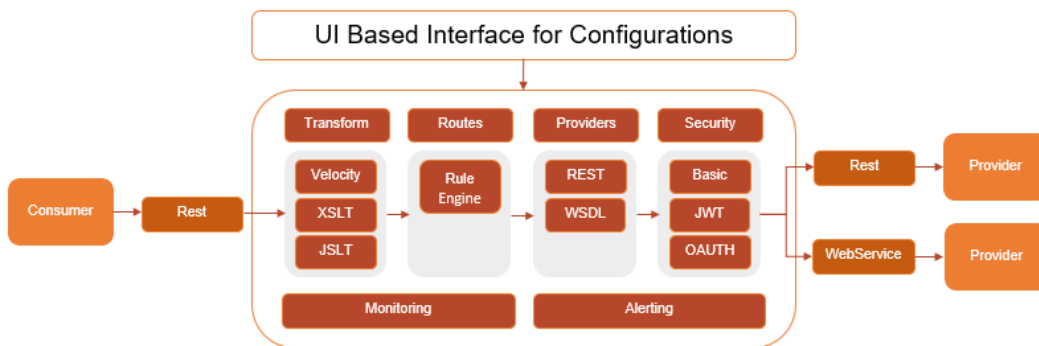 UI Based Interface for Configurations
Transform
Routes
Providers
Security
Velocity
XSLT
JSLT
Rule
Engine
REST
WSDL
Basic
JWT
OAUTH
Consumer
Rest
Rest
Provider
WebService
Provider
Monitoring
Alerting